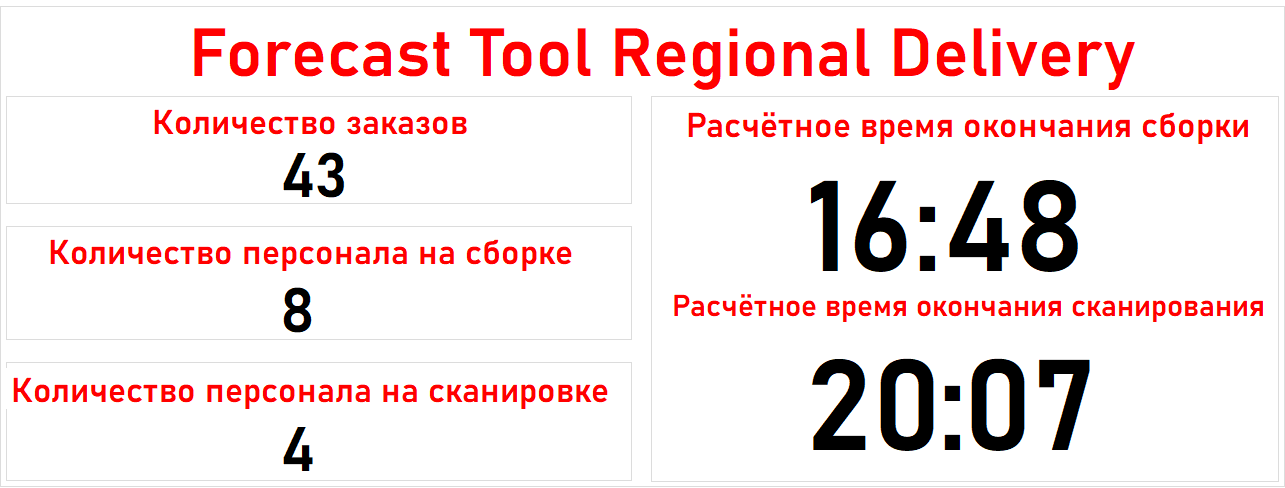 Forecast Tool Regional Delivery
Количество заказов
43
Количество персонала на сборке
8
Количество персонала на сканировке
4
Расчётное время окончания сборки
16:48
Расчётное время окончания сканирования
20:07